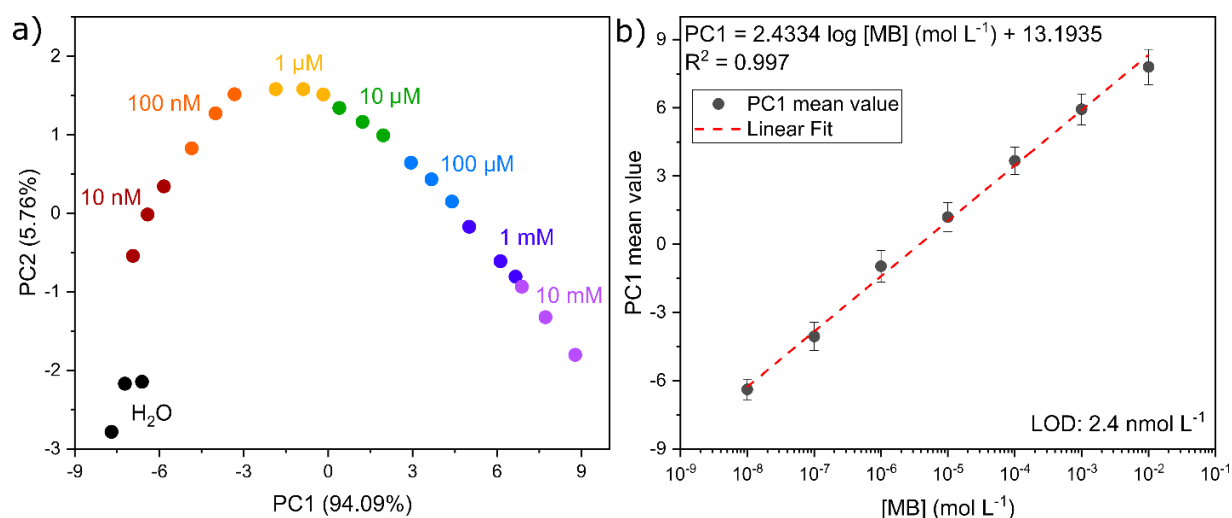 a)
PC2 (5.76%)
2
1
0
-1
-2
-3
1 µM
100 nM
10 µM
100 µM
10 nM
1 mM
10 mM
H₂O
-9 -6 -3 0 3 6 9
PC1 (94.09%)
b)
PC1 mean value
9
6
3
0
-3
-6
-9
PC1 = 2.4334 log [MB] (mol L⁻¹) + 13.1935
R² = 0.997
PC1 mean value
Linear Fit
LOD: 2.4 nmol L⁻¹
10⁻⁹ 10⁻⁸ 10⁻⁷ 10⁻⁶ 10⁻⁵ 10⁻⁴ 10⁻³ 10⁻² 10⁻¹
[MB] (mol L⁻¹)